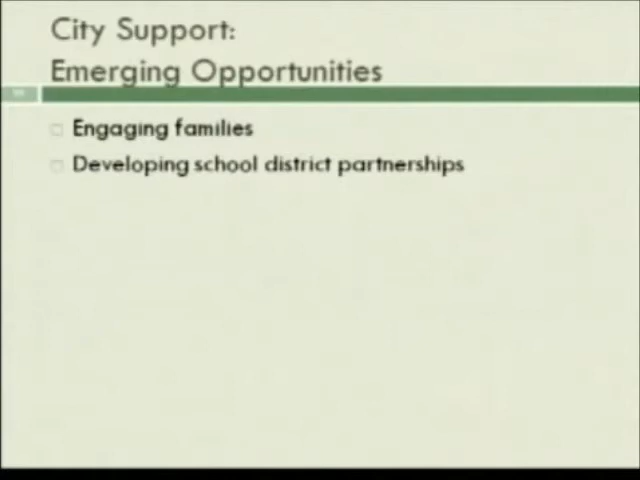 City Support:
Emerging Opportunities
Engaging families
Developing school district partnerships